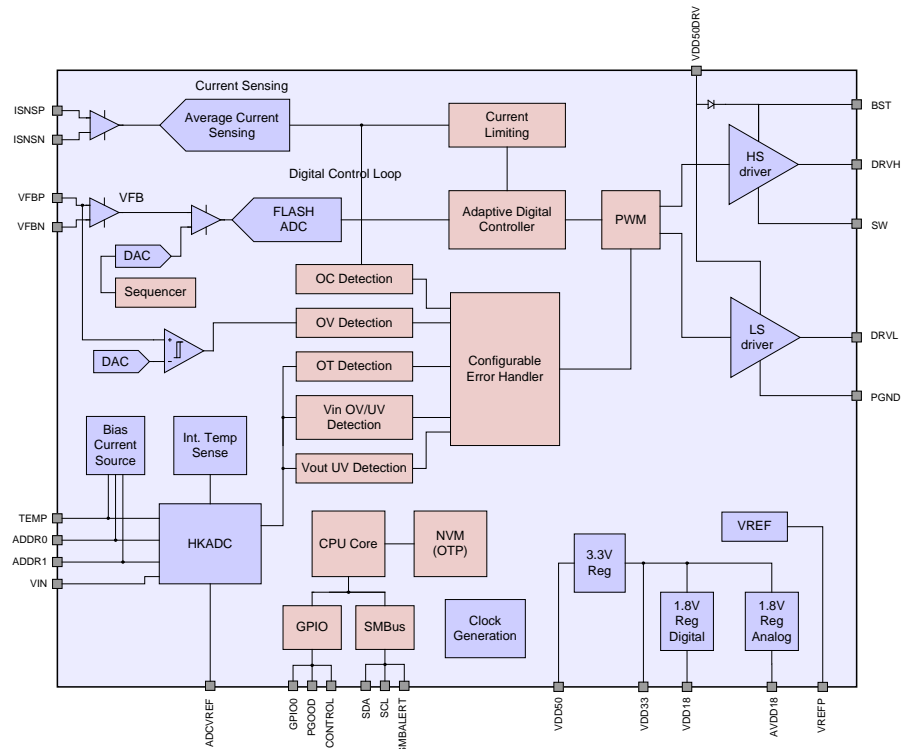 VDD50DRV
Current Sensing
ISNSP
ISNSN
Average Current
Sensing
Current
Limiting
BST
HS
driver
DRVH
Digital Control Loop
VFBP
VFBN
VFB
FLASH
ADC
Adaptive Digital
Controller
PWM
SW
DAC
Sequencer
OC Detection
OV Detection
DAC
+
-
OT Detection
Configurable
Error Handler
LS
driver
DRVL
PGND
Vin OV/UV
Detection
Vout UV Detection
Bias
Current
Source
Int. Temp
Sense
TEMP
ADDR0
ADDR1
VIN
HKADC
CPU Core
NVM
(OTP)
VREF
3.3V
Reg
GPIO
SMBus
Clock
Generation
1.8V
Reg
Digital
1.8V
Reg
Analog
ADCVREF
GPIO0
PGOOD
CONTROL
SDA
SCL
SMBALERT
VDD50
VDD33
VDD18
AVDD18
VREFP